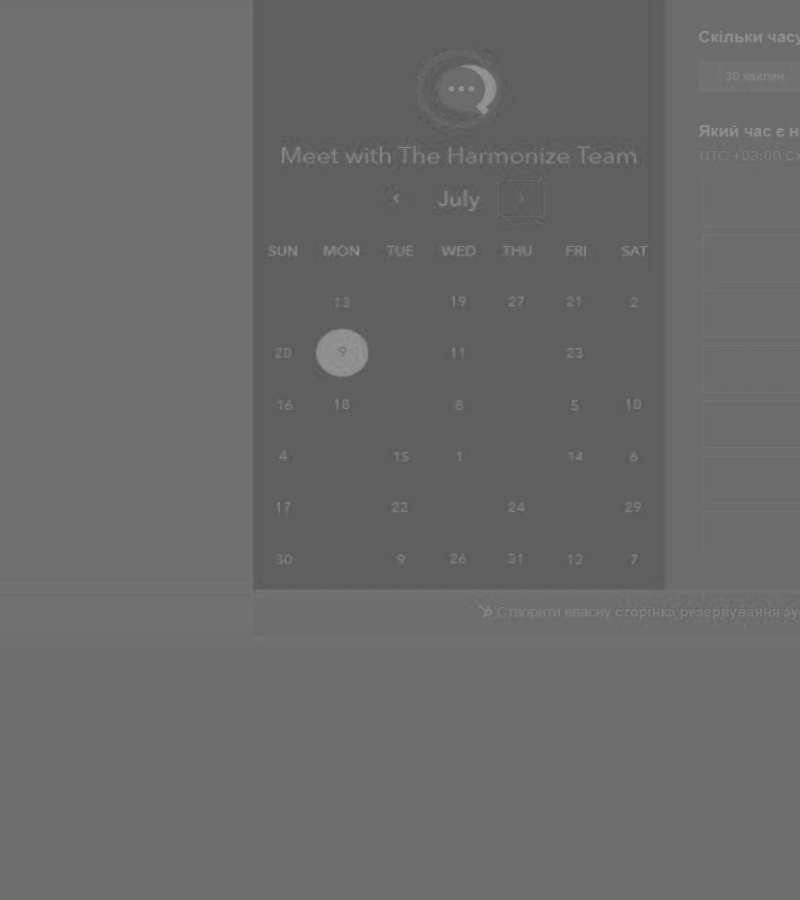 Meet with The Harmonize Team
July
SUN MON TUE WED THU FRI SAT
13 19 27 21 2
20 9 11 23
16 18 8 5 10
4 15 1 14 6
17 22 24 29
30 9 26 31 12 7
Скільки часу
30 хвилин
Який час є н
UTC +03:00
Створити власну сторінка резервування зу